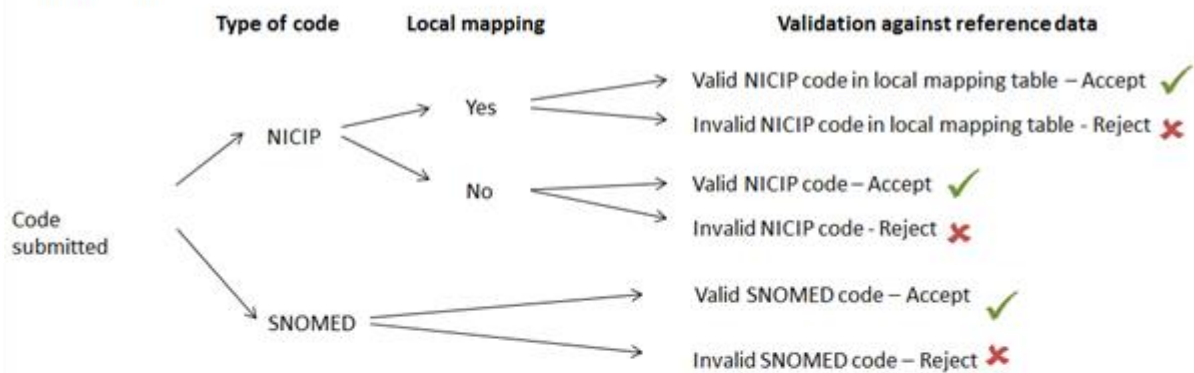 Type of code Local mapping Validation against reference data
Valid NICIP code in local mapping table – Accept
Yes
Invalid NICIP code in local mapping table - Reject
NICIP
Valid NICIP code – Accept
No
Invalid NICIP code - Reject
Code
submitted
Valid SNOMED code – Accept
SNOMED
Invalid SNOMED code – Reject